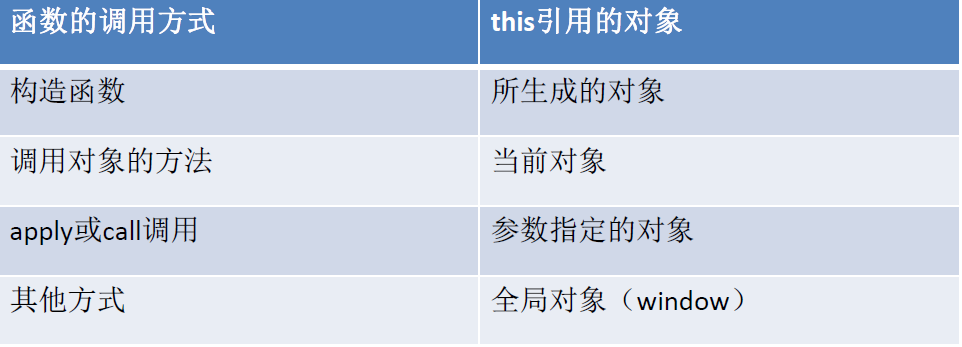 函数的调用方式 this引用的对象
构造函数 所生成的对象
调用对象的方法 当前对象
apply或call调用 参数指定的对象
其他方式 全局对象（window）